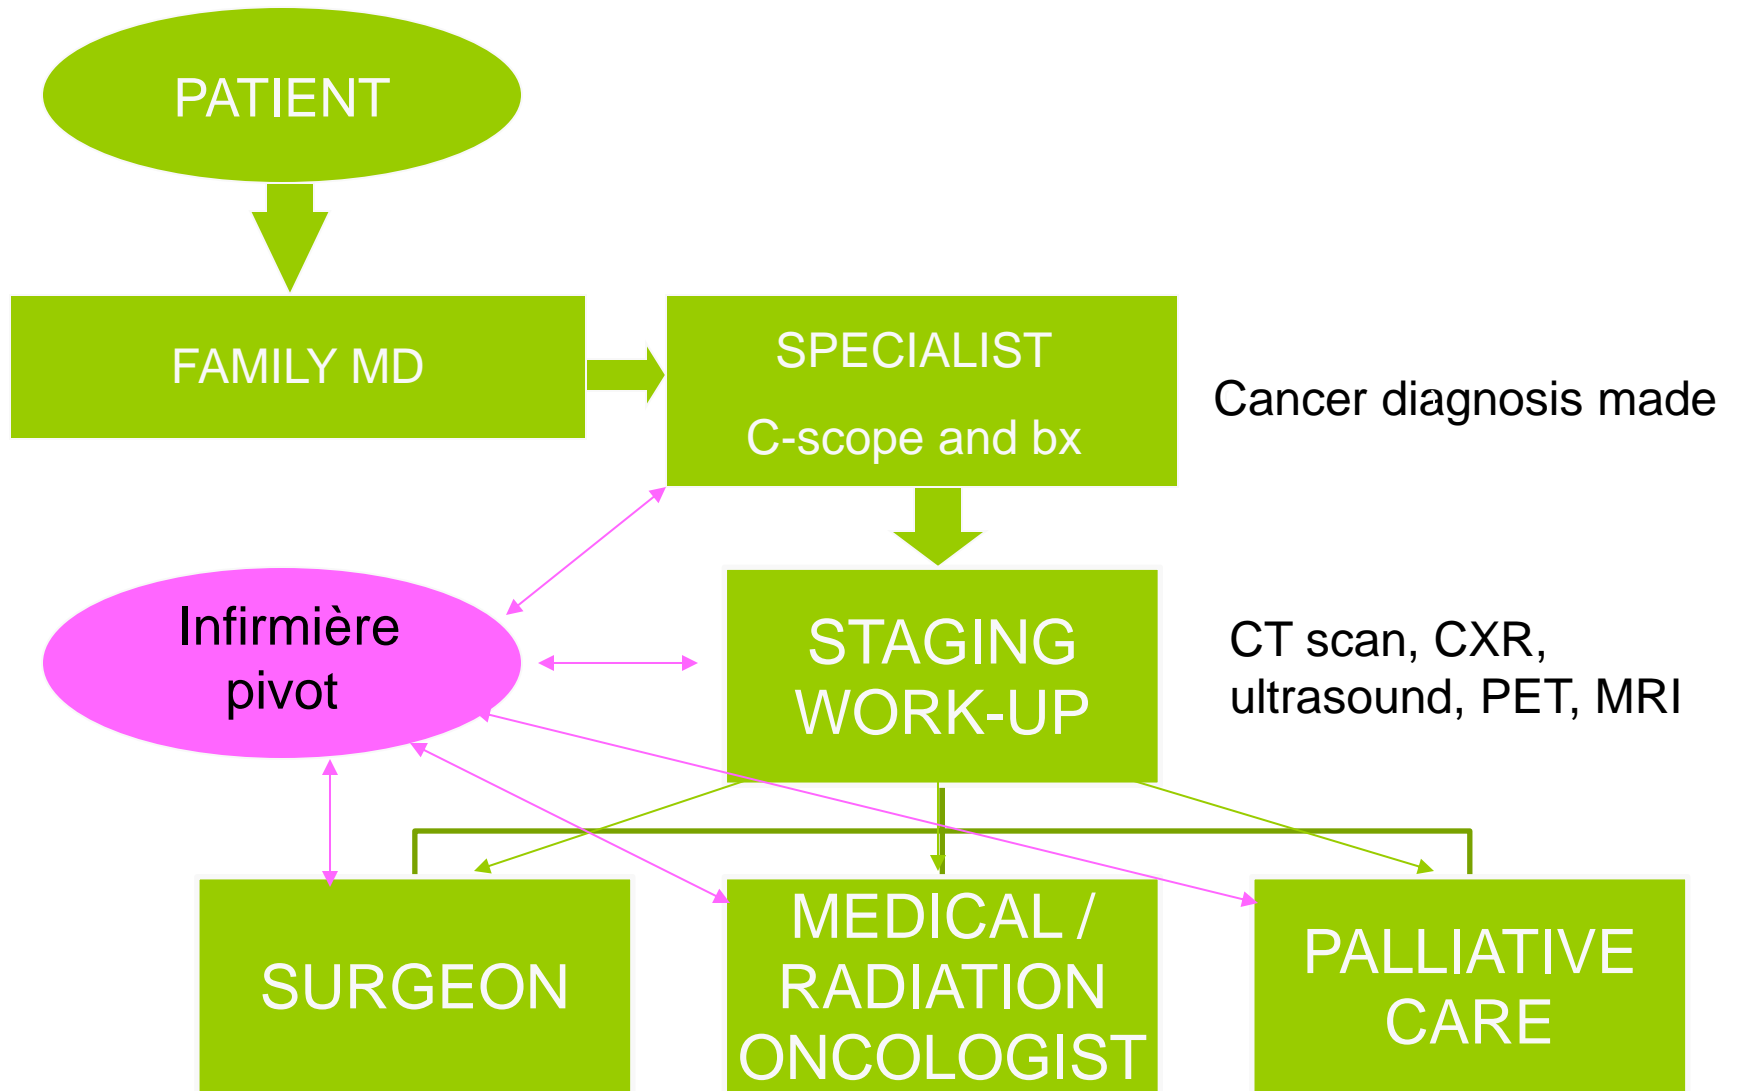 PATIENT
FAMILY MD
SPECIALIST
C-scope and bx
Cancer diagnosis made
Infirmière
pivot
STAGING
WORK-UP
CT scan, CXR,
ultrasound, PET, MRI
SURGEON
MEDICAL /
RADIATION
ONCOLOGIST
PALLIATIVE
CARE